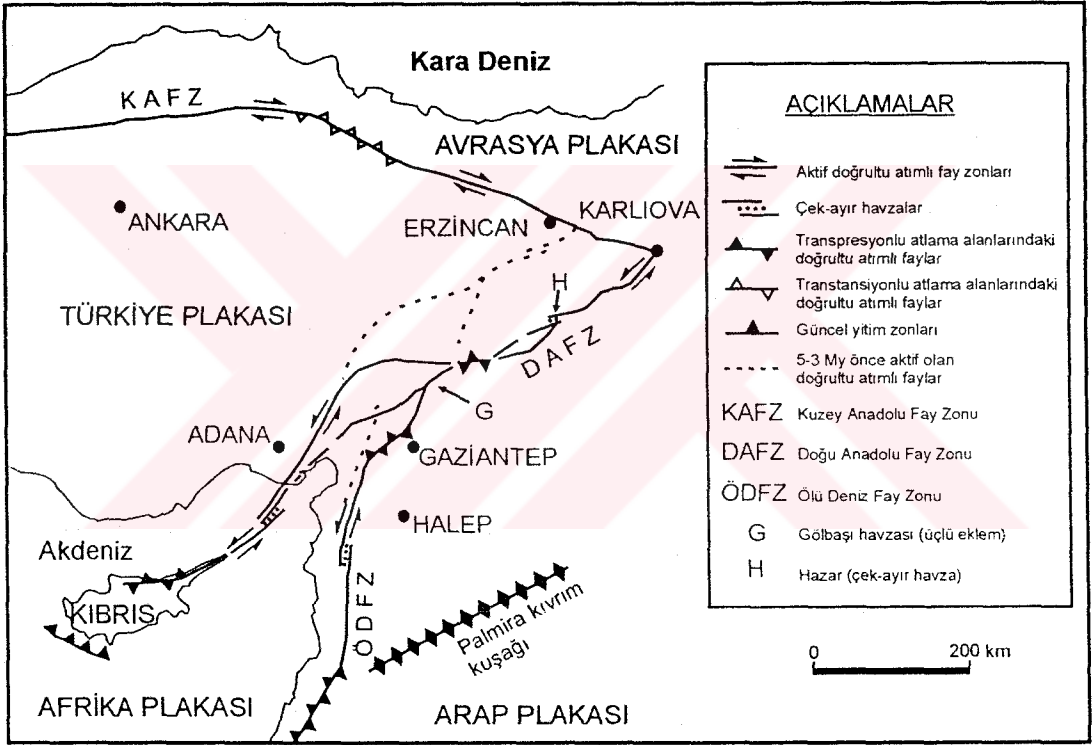 Kara Deniz
KAFZ
AVRASYA PLAKASI
ANKARA
ERZİNCAN
KARLIOVA
H
TÜRKİYE PLAKASI
DAFZ
G
ADANA
GAZİANTEP
HALEP
Akdeniz
KIBRIS
ÖDFZ
Palmira kıvrım
kuşağı
AFRİKA PLAKASI
ARAP PLAKASI
AÇIKLAMALAR
Aktif doğrultu atımlı fay zonları
Çek-ayır havzalar
Transpresyonlu atlama alanlarındaki
doğrultu atımlı faylar
Transtansiyonlu atlama alanlarındaki
doğrultu atımlı faylar
Güncel yitim zonları
5-3 My önce aktif olan
doğrultu atımlı faylar
KAFZ Kuzey Anadolu Fay Zonu
DAFZ Doğu Anadolu Fay Zonu
ÖDFZ Ölü Deniz Fay Zonu
G Gölbaşı havzası (üçlü eklem)
H Hazar (çek-ayır havza)
0 200 km